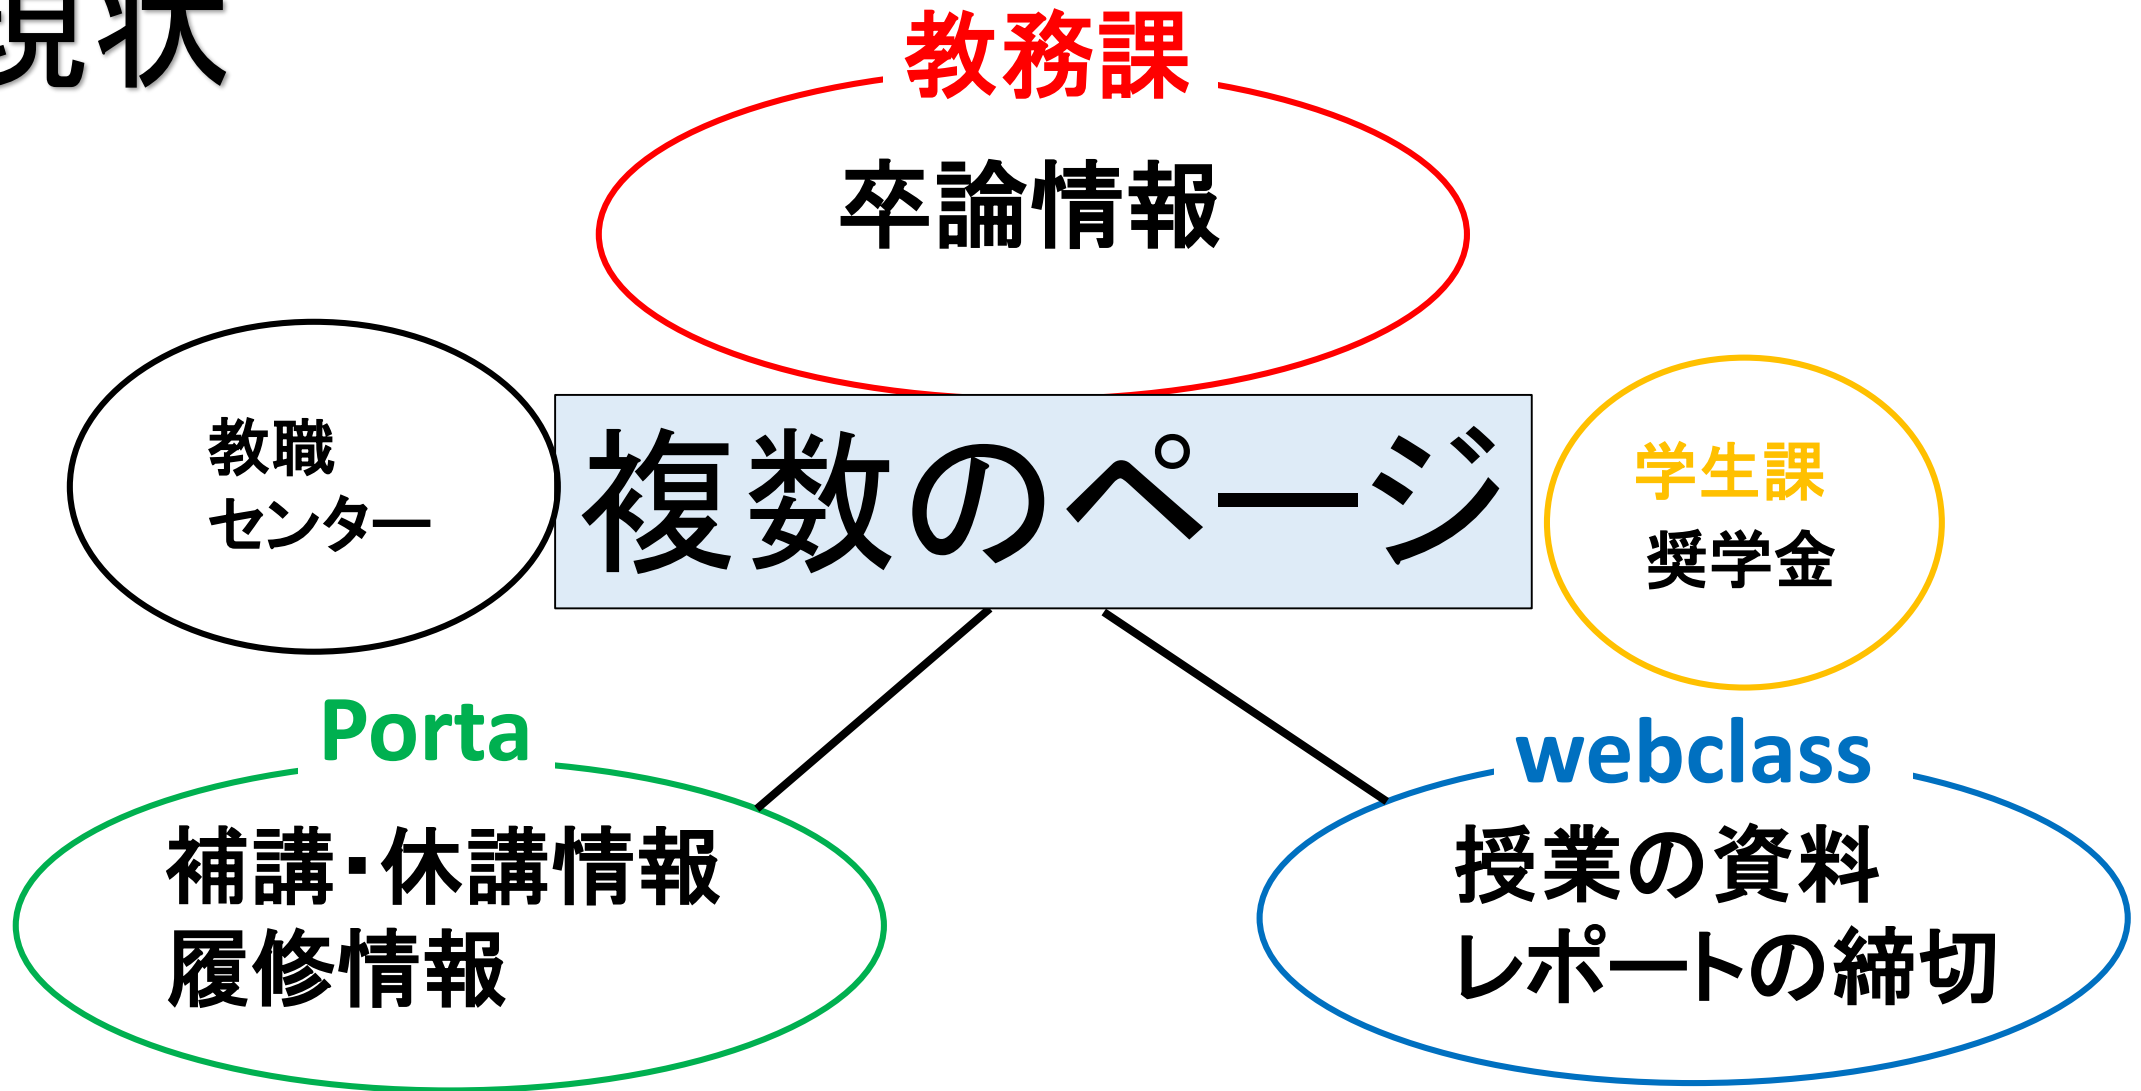 現状
教務課
卒論情報
教職
センター
複数のページ
学生課
奨学金
Porta
補講・休講情報
履修情報
webclass
授業の資料
レポートの締切